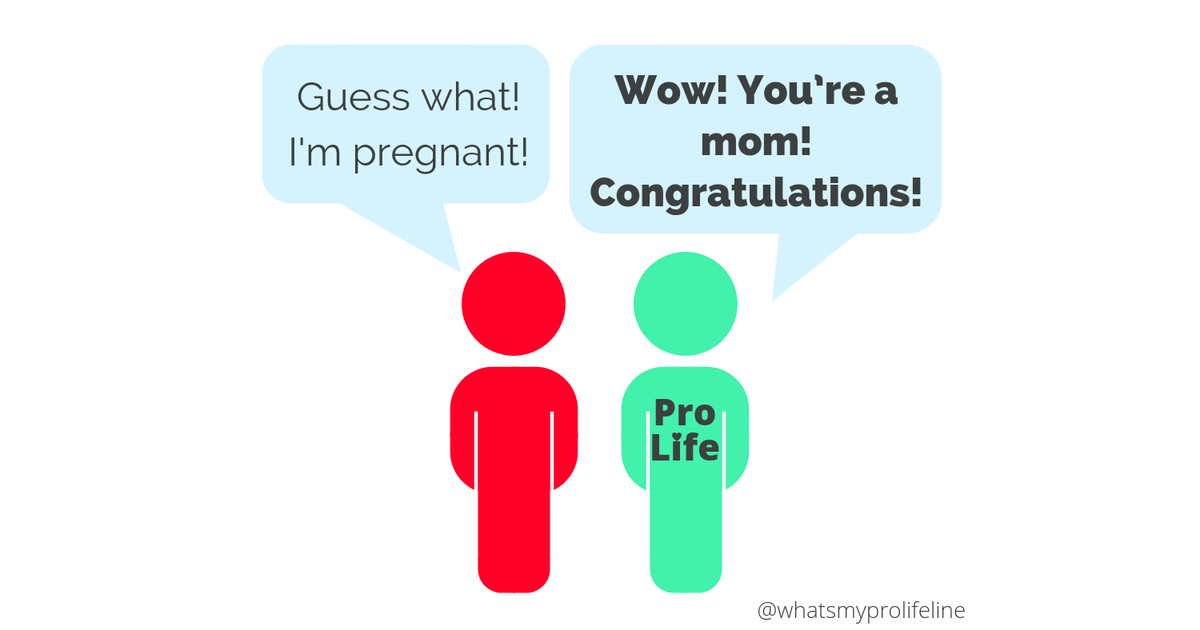 Guess what!
I'm pregnant!
Wow! You’re a
mom!
Congratulations!
Pro
Life
@whatsmyprolifeline